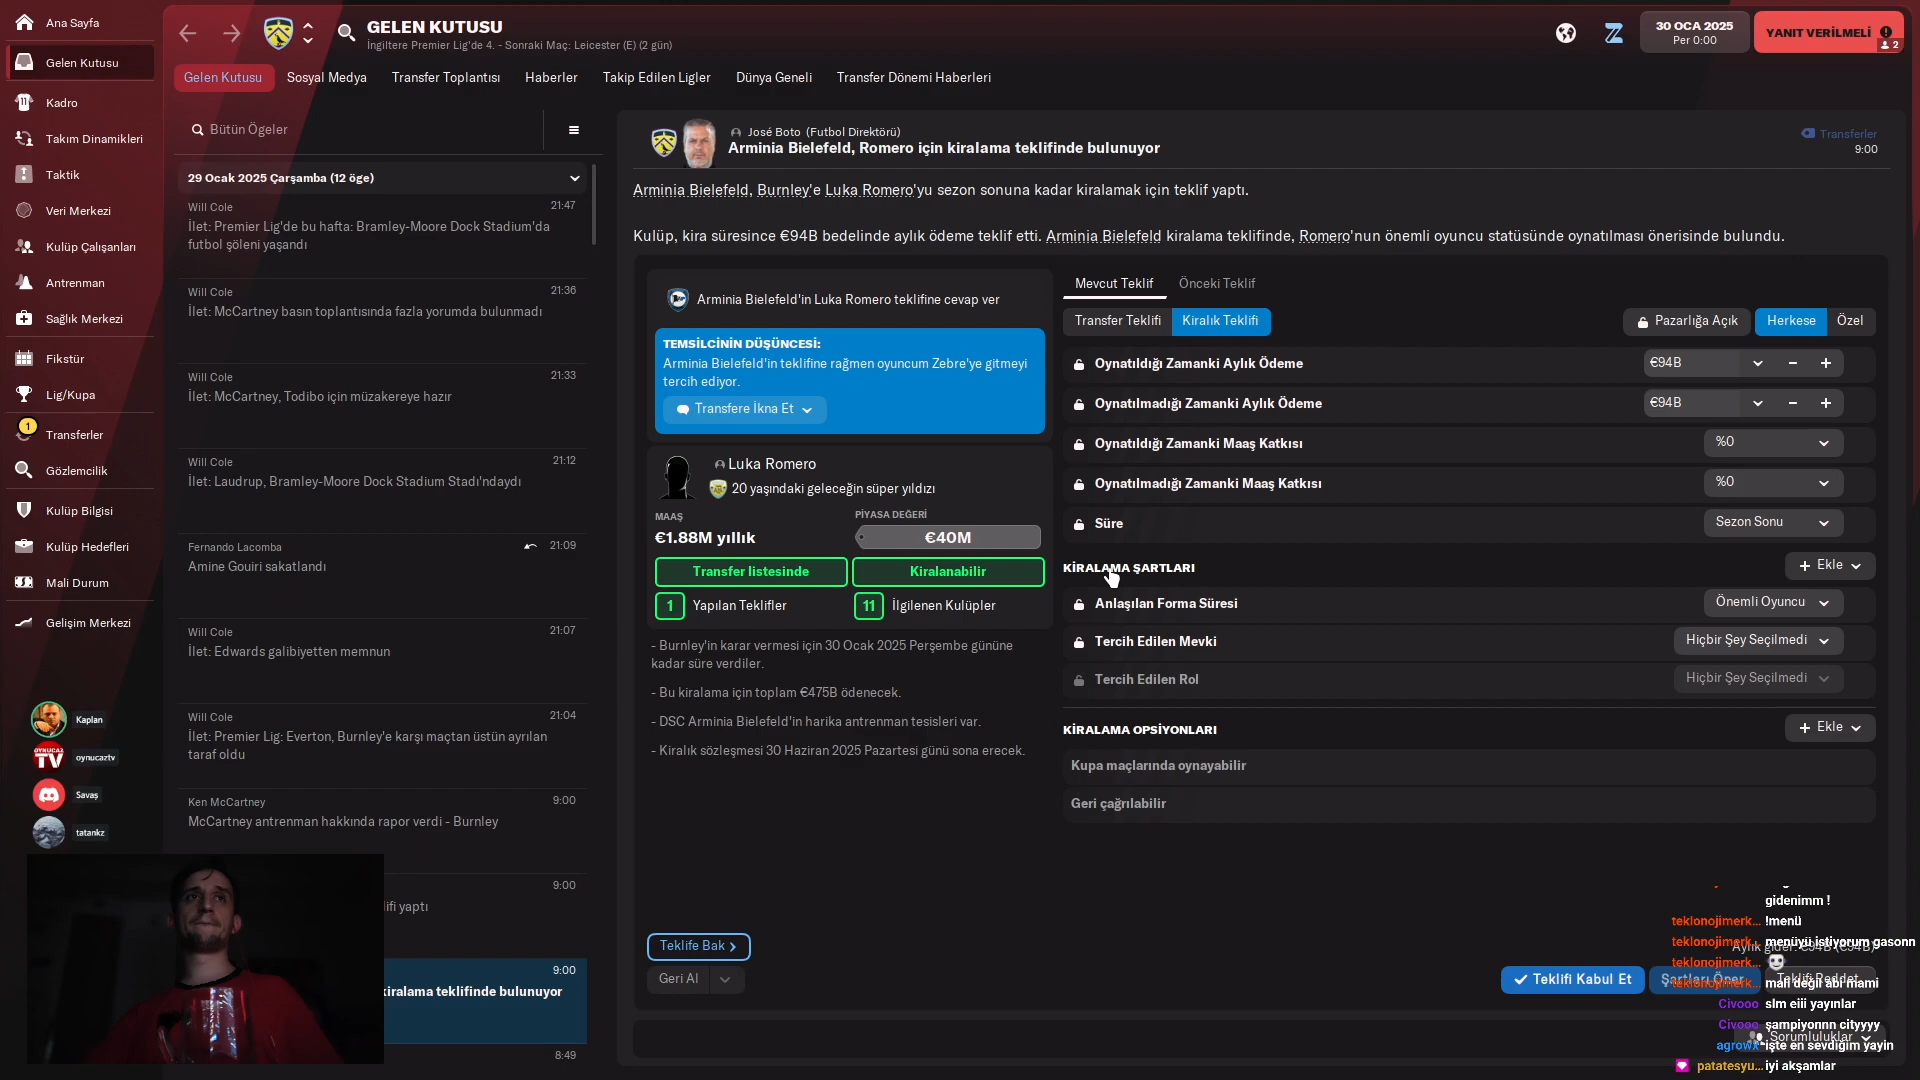 Ana Sayfa
Gelen Kutusu
Kadro
Takım Dinamikleri
Taktik
Veri Merkezi
Kulüp Çalışanları
Antrenman
Sağlık Merkezi
Fikstür
Lig/Kupa
1
Transferler
Gözlemcilik
Kulüp Bilgisi
Kulüp Hedefleri
Mali Durum
Gelişim Merkezi
Kaplan
TV oynucaztv
Savaş
tatankz
GELEN KUTUSU
İngiltere Premier Lig'de 4. - Sonraki Maç: Leicester (E) (2 gün)
30 OCA 2025
Per 0:00
YANIT VERİLMELİ
2
Gelen Kutusu Sosyal Medya Transfer Toplantısı Haberler Takip Edilen Ligler Dünya Geneli Transfer Dönemi Haberleri
Bütün Ögeler
29 Ocak 2025 Çarşamba (12 öge)
Will Cole 21:47
İlet: Premier Lig'de bu hafta: Bramley-Moore Dock Stadium'da
futbol şöleni yaşandı
Will Cole 21:36
İlet: McCartney basın toplantısında fazla yorumda bulunmadı
Will Cole 21:33
İlet: McCartney, Todibo için müzakereye hazır
Will Cole 21:12
İlet: Laudrup, Bramley-Moore Dock Stadium Stadı'ndaydı
Fernando Lacomba 21:09
Amine Gouiri sakatlandı
Will Cole 21:07
İlet: Edwards galibiyetten memnun
Will Cole 21:04
İlet: Premier Lig: Everton, Burnley'e karşı maçtan üstün ayrılan
taraf oldu
Ken McCartney 9:00
McCartney antrenman hakkında rapor verdi - Burnley
9:00
ifi yaptı
9:00
kiralama teklifinde bulunuyor
8:49
José Boto (Futbol Direktörü)
Arminia Bielefeld, Romero için kiralama teklifinde bulunuyor
Transferler
9:00
Arminia Bielefeld, Burnley'e Luka Romero'yu sezon sonuna kadar kiralamak için teklif yaptı.
Kulüp, kira süresince €94B bedelinde aylık ödeme teklif etti. Arminia Bielefeld kiralama teklifinde, Romero'nun önemli oyuncu statüsünde oynatılması önerisinde bulundu.
Arminia Bielefeld'in Luka Romero teklifine cevap ver
TEMSİLCİNİN DÜŞÜNCESİ:
Arminia Bielefeld'in teklifine rağmen oyuncum Zebre'ye gitmeyi
tercih ediyor.
Transfere İkna Et
Luka Romero
20 yaşındaki geleceğin süper yıldızı
MAAŞ PİYASA DEĞERİ
€1.88M yıllık €40M
Transfer listesinde Kiralanabilir
1 Yapılan Teklifler 11 İlgilenen Kulüpler
- Burnley'in karar vermesi için 30 Ocak 2025 Perşembe gününe
kadar süre verdiler.
- Bu kiralama için toplam €475B ödenecek.
- DSC Arminia Bielefeld'in harika antrenman tesisleri var.
- Kiralık sözleşmesi 30 Haziran 2025 Pazartesi günü sona erecek.
Teklife Bak
Geri Al
Mevcut Teklif Önceki Teklif
Transfer Teklifi Kiralık Teklifi Pazarlığa Açık Herkese Özel
Oynatıldığı Zamanki Aylık Ödeme €94B
Oynatılmadığı Zamanki Aylık Ödeme €94B
Oynatıldığı Zamanki Maaş Katkısı %0
Oynatılmadığı Zamanki Maaş Katkısı %0
Süre Sezon Sonu
KİRALAMA ŞARTLARI + Ekle
Anlaşılan Forma Süresi Önemli Oyuncu
Tercih Edilen Mevki Hiçbir Şey Seçilmedi
Tercih Edilen Rol Hiçbir Şey Seçilmedi
KİRALAMA OPSİYONLARI + Ekle
Kupa maçlarında oynayabilir
Geri çağrılabilir
Teklifi Kabul Et Şartları Öner Teklifi Reddet
Sorumluluklar
gidenimm !
teklonojimerk... !menü
teklonojimerk... menüyü istiyorum gasonn
teklonojimerk...
teklonojimerk... mafi değil abi mami
Civooo slm eiii yayınlar
Civooo şampiyonnn cityyyy
agrowx işte en sevdiğim yayin
patatesyu... iyi akşamlar